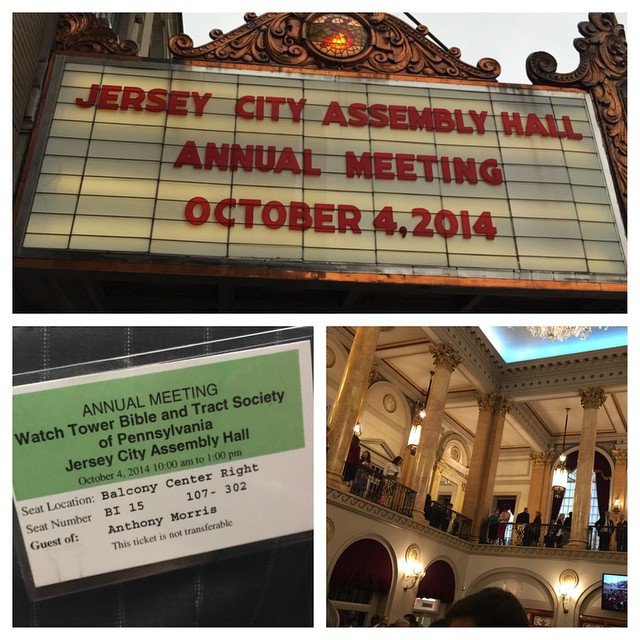 JERSEY CITY ASSEMBLY HALL
ANNUAL MEETING
OCTOBER 4, 2014
ANNUAL MEETING
Watch Tower Bible and Tract Society
of Pennsylvania
Jersey City Assembly Hall
October 4, 2014 10:00 am to 1:00 pm
Seat Location: Balcony Center Right
Seat Number BI 15 107- 302
Guest of: Anthony Morris
This ticket is not transferable